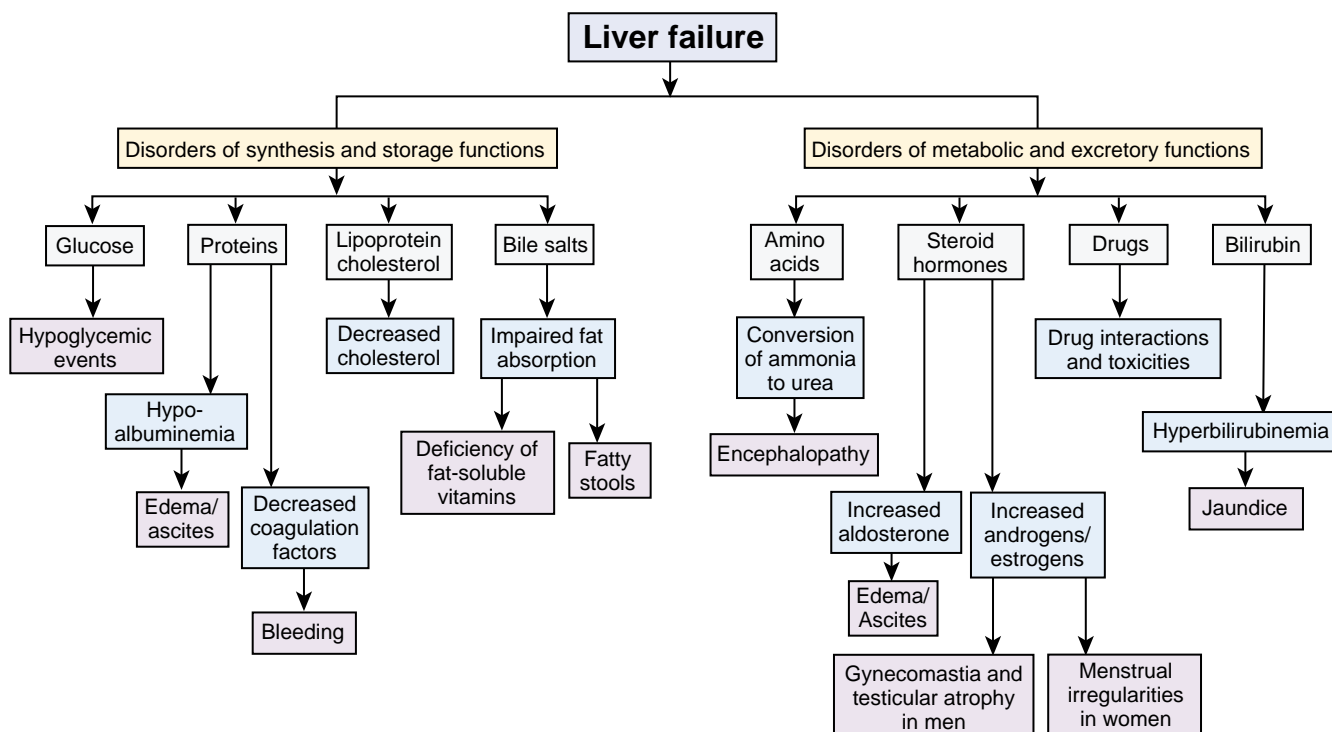 Liver failure
Disorders of synthesis and storage functions
Disorders of metabolic and excretory functions
Glucose
Proteins
Lipoprotein
cholesterol
Bile salts
Amino
acids
Steroid
hormones
Drugs
Bilirubin
Hypoglycemic
events
Decreased
cholesterol
Impaired fat
absorption
Conversion
of ammonia
to urea
Drug interactions
and toxicities
Hypo-
albuminemia
Hyperbilirubinemia
Deficiency of
fat-soluble
vitamins
Fatty
stools
Encephalopathy
Edema/
ascites
Decreased
coagulation
factors
Increased
aldosterone
Increased
androgens/
estrogens
Jaundice
Bleeding
Edema/
Ascites
Gynecomastia and
testicular atrophy
in men
Menstrual
irregularities
in women